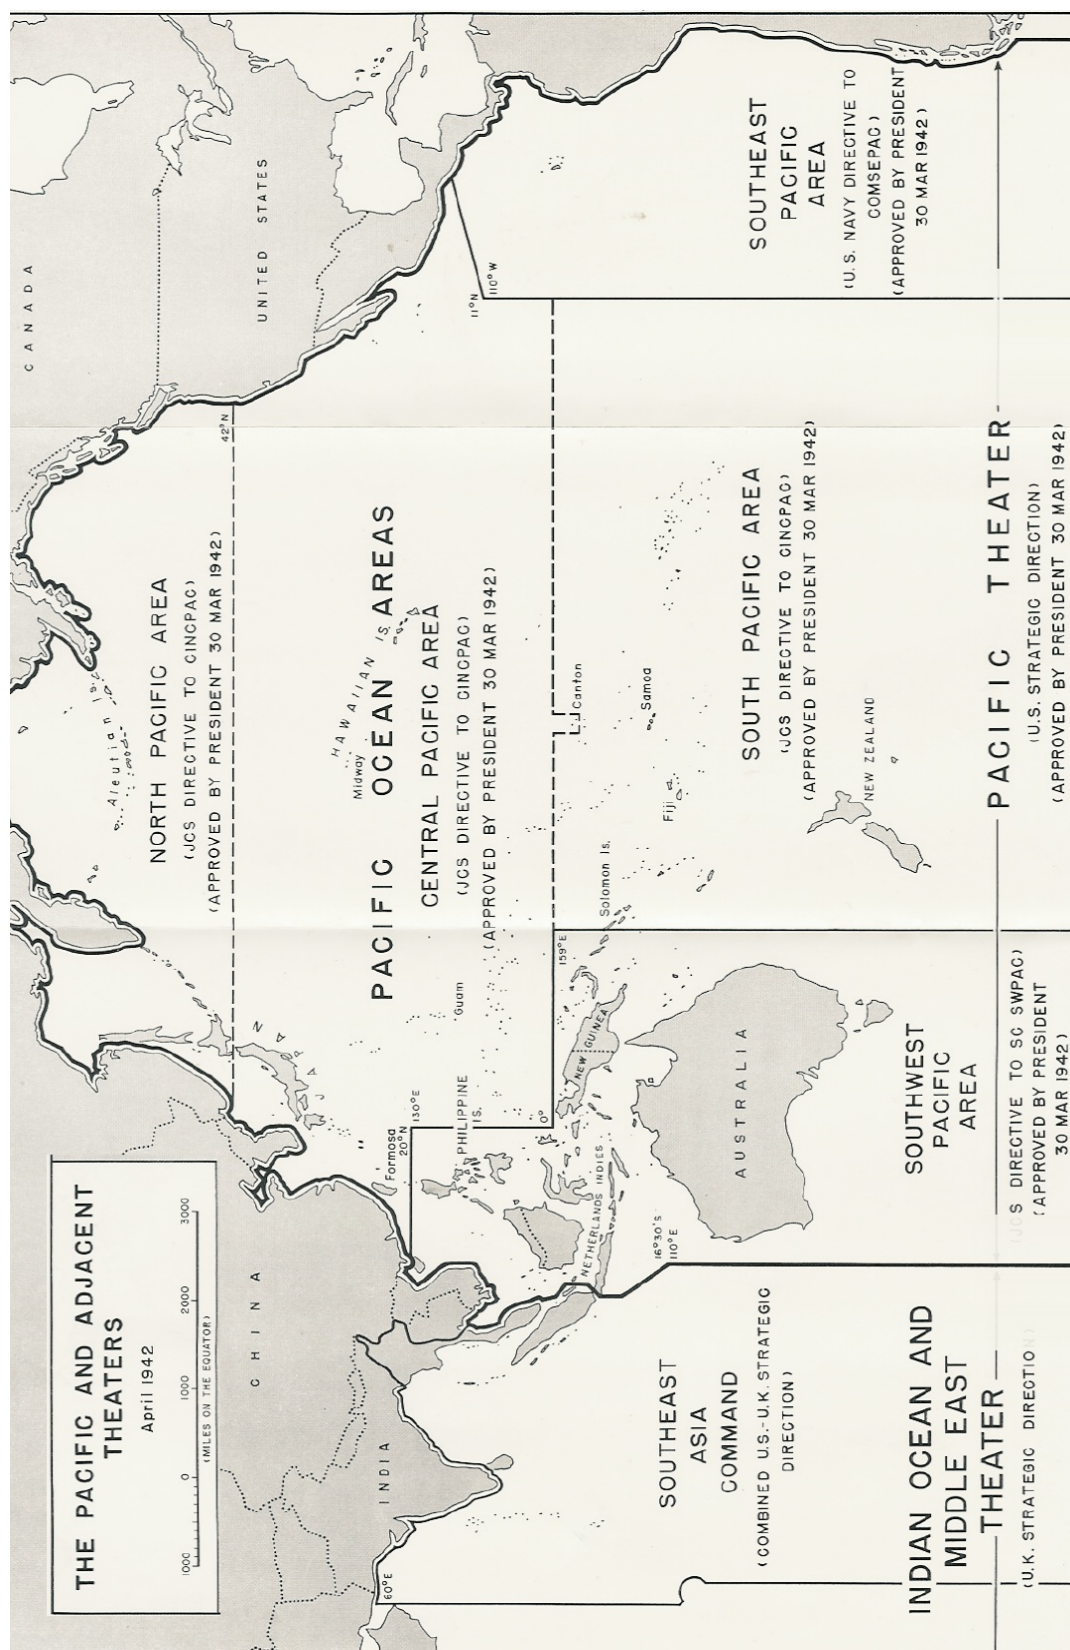 THE PACIFIC AND ADJACENT
THEATERS
April 1942
1000 0 1000 2000 3000
(MILES ON THE EQUATOR)
CANADA
UNITED STATES
Aleutian Is.
NORTH PACIFIC AREA
(JCS DIRECTIVE TO CINCPAC)
(APPROVED BY PRESIDENT 30 MAR 1942)
42°N
JAPAN
CHINA
INDIA
60°E
Formosa
20°N
130°E
PHILIPPINE
IS.
Guam
Midway
HAWAIIAN IS.
PACIFIC OCEAN AREAS
CENTRAL PACIFIC AREA
(JCS DIRECTIVE TO CINCPAC)
(APPROVED BY PRESIDENT 30 MAR 1942)
11°N
110°W
0°
159°E
NEW GUINEA
NETHERLANDS INDIES
Solomon Is.
Canton
Samoa
Fiji
16°30'S
110°E
AUSTRALIA
NEW ZEALAND
SOUTHEAST
ASIA
COMMAND
(COMBINED U.S.-U.K. STRATEGIC
DIRECTION)
SOUTH PACIFIC AREA
(JCS DIRECTIVE TO CINCPAC)
(APPROVED BY PRESIDENT 30 MAR 1942)
SOUTHEAST
PACIFIC
AREA
(U.S. NAVY DIRECTIVE TO
COMSEPAC)
(APPROVED BY PRESIDENT
30 MAR 1942)
SOUTHWEST
PACIFIC
AREA
(JCS DIRECTIVE TO SC SWPAC)
(APPROVED BY PRESIDENT
30 MAR 1942)
INDIAN OCEAN AND
MIDDLE EAST
THEATER
(U.K. STRATEGIC DIRECTION)
PACIFIC THEATER
(U.S. STRATEGIC DIRECTION)
(APPROVED BY PRESIDENT 30 MAR 1942)